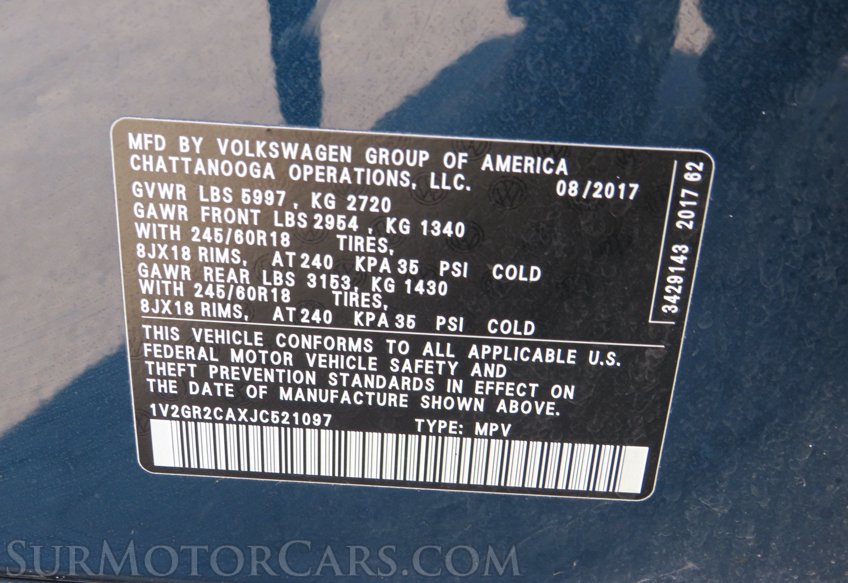 MFD BY VOLKSWAGEN GROUP OF AMERICA
CHATTANOOGA OPERATIONS, LLC. 08/2017
GVWR LBS 5997, KG 2720
GAWR FRONT LBS 2954, KG 1340
WITH 245/60R18 TIRES,
8JX18 RIMS, AT 240 KPA 35 PSI COLD
GAWR REAR LBS 3153, KG 1430
WITH 245/60R18 TIRES,
8JX18 RIMS, AT 240 KPA 35 PSI COLD
THIS VEHICLE CONFORMS TO ALL APPLICABLE U.S.
FEDERAL MOTOR VEHICLE SAFETY AND
THEFT PREVENTION STANDARDS IN EFFECT ON
THE DATE OF MANUFACTURE SHOWN ABOVE.
1V2GR2CAXJC521097 TYPE: MPV
3429143 2017 62
SURMOTORCARS.COM